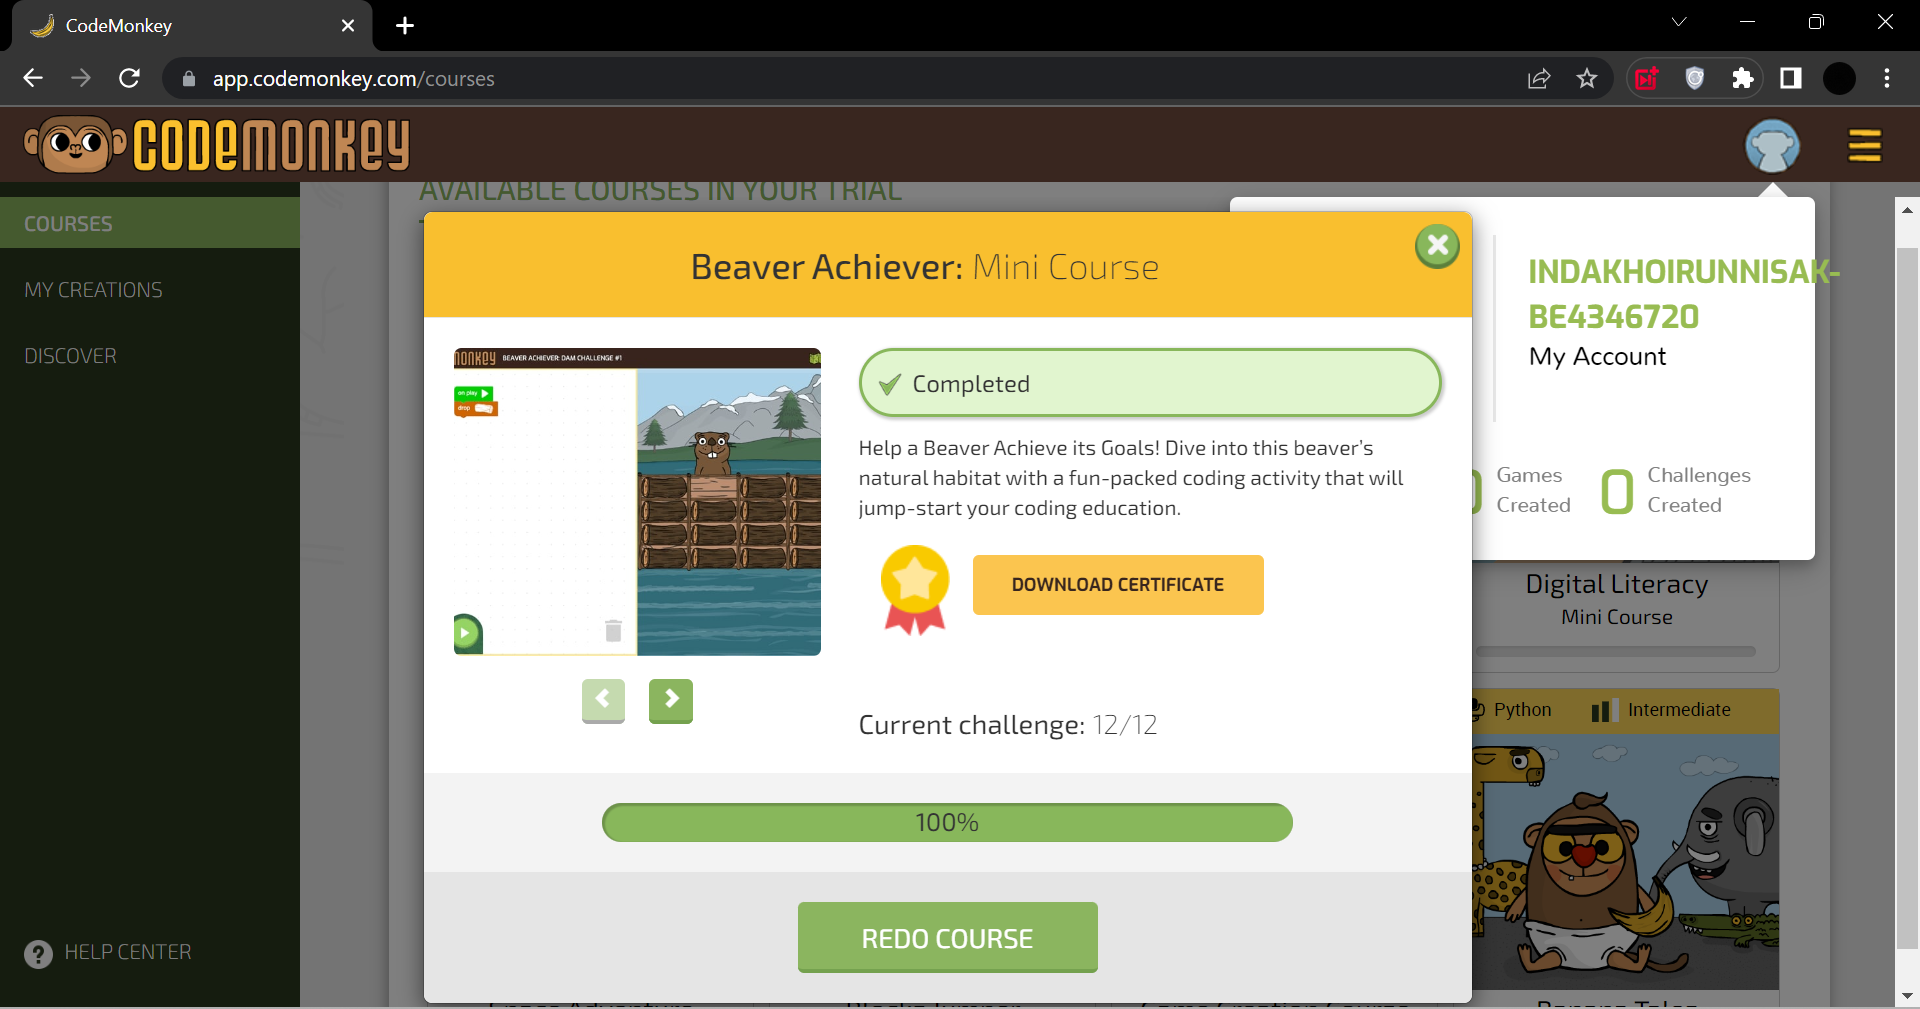 CodeMonkey
app.codemonkey.com/courses
CODEMONKEY
AVAILABLE COURSES IN YOUR TRIAL
COURSES
MY CREATIONS
DISCOVER
HELP CENTER
Beaver Achiever: Mini Course
BEAVER ACHIEVER: DAM CHALLENGE #1
on play
drop
Completed
Help a Beaver Achieve its Goals! Dive into this beaver's
natural habitat with a fun-packed coding activity that will
jump-start your coding education.
DOWNLOAD CERTIFICATE
Current challenge: 12/12
100%
REDO COURSE
INDAKHOIRUNNISAK-
BE4346720
My Account
Games
Created
0 Challenges
Created
Digital Literacy
Mini Course
Python Intermediate